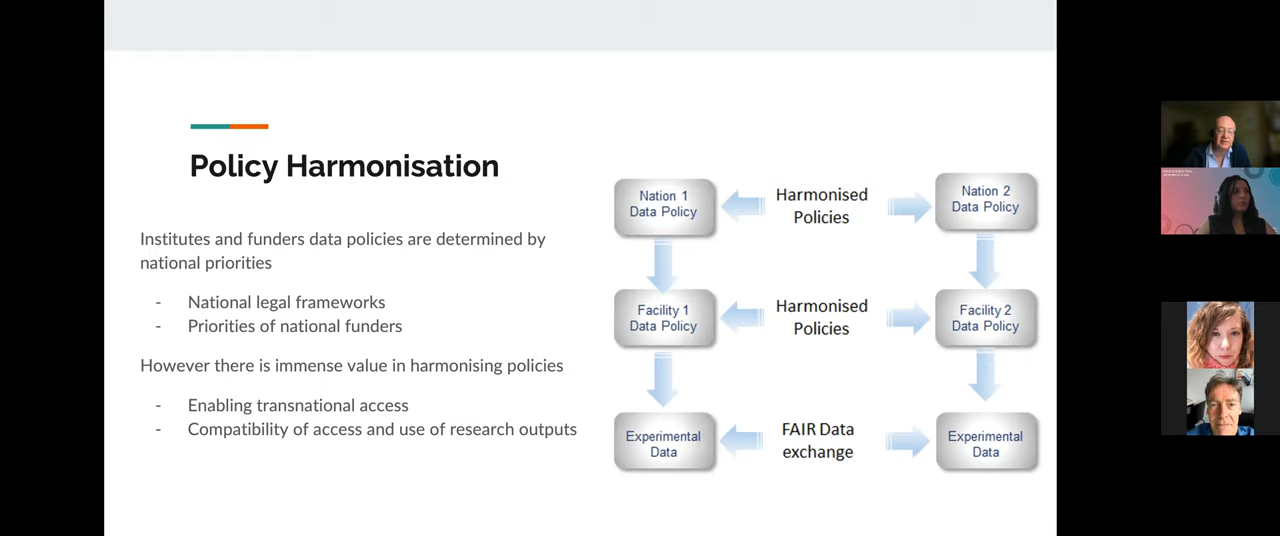 Policy Harmonisation
Institutes and funders data policies are determined by
national priorities
- National legal frameworks
- Priorities of national funders
However there is immense value in harmonising policies
- Enabling transnational access
- Compatibility of access and use of research outputs
Nation 1
Data Policy
Harmonised
Policies
Nation 2
Data Policy
Facility 1
Data Policy
Harmonised
Policies
Facility 2
Data Policy
Experimental
Data
FAIR Data
exchange
Experimental
Data